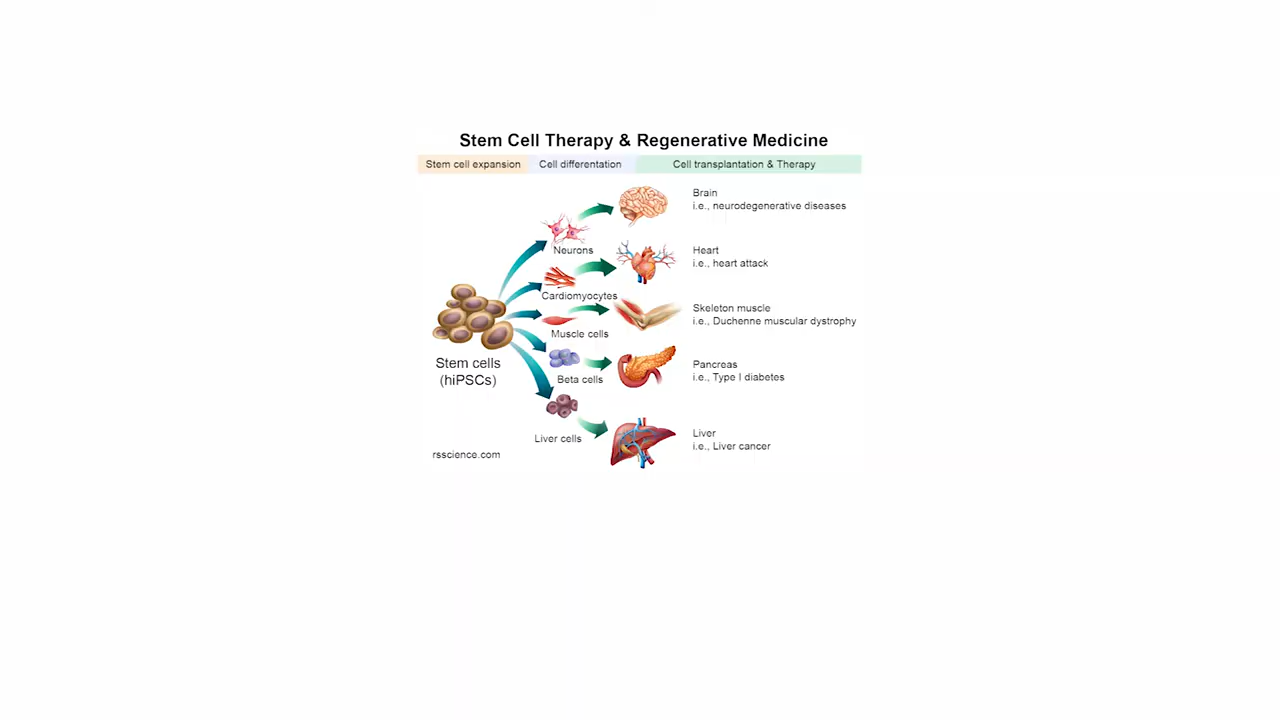 Stem Cell Therapy & Regenerative Medicine
Stem cell expansion
Cell differentation
Cell transplantation & Therapy
Brain
i.e., neurodegenerative diseases
Neurons
Heart
i.e., heart attack
Cardiomyocytes
Skeleton muscle
i.e., Duchenne muscular dystrophy
Muscle cells
Stem cells
(hiPSCs)
Pancreas
i.e., Type I diabetes
Beta cells
Liver
i.e., Liver cancer
Liver cells
rsscience.com